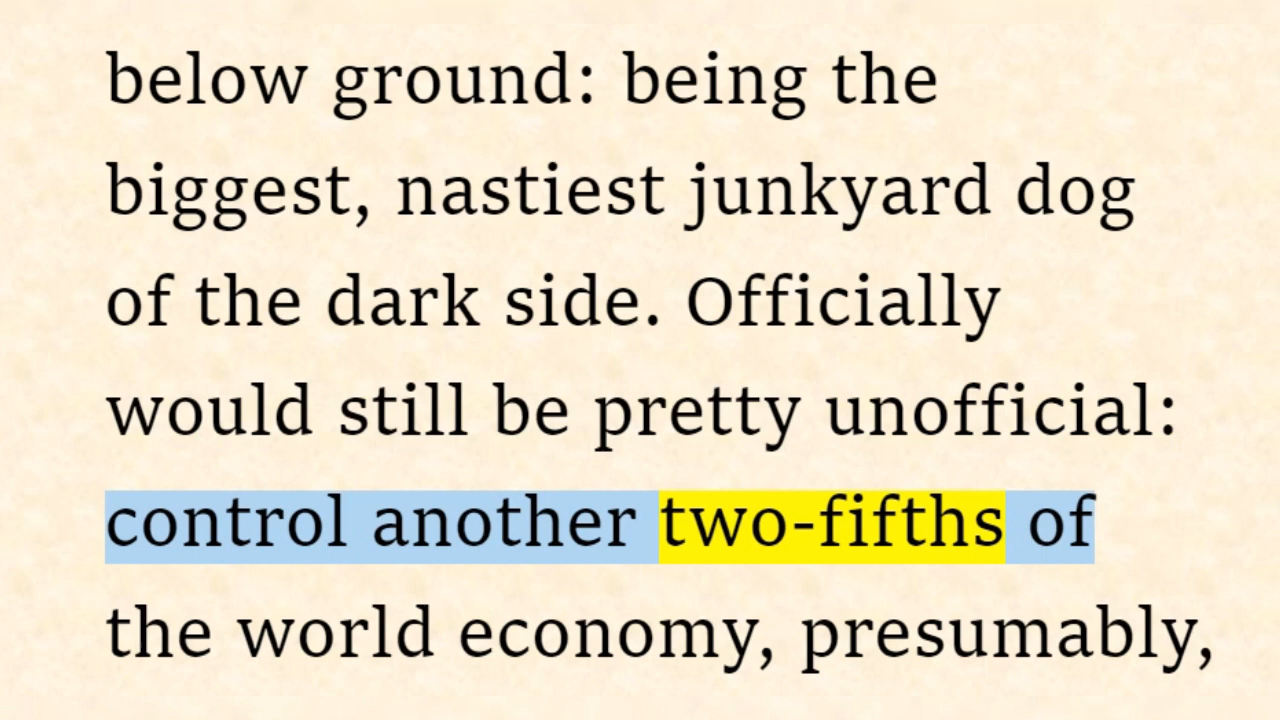 below ground: being the
biggest, nastiest junkyard dog
of the dark side. Officially
would still be pretty unofficial:
control another two-fifths of
the world economy, presumably,